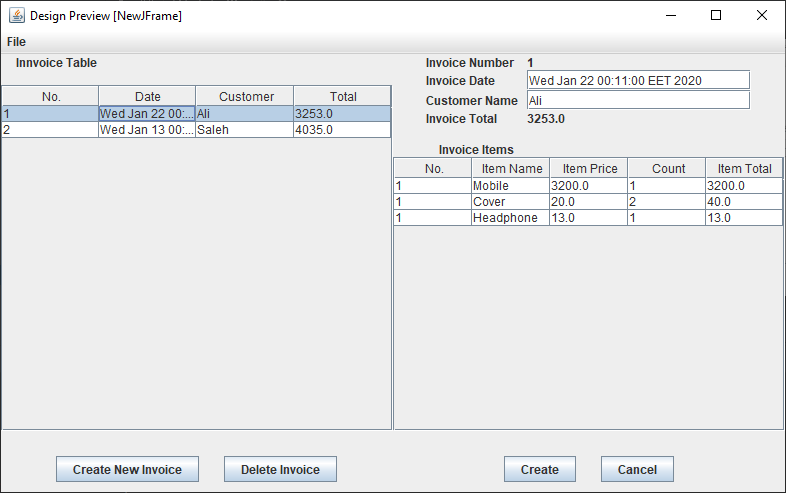 Design Preview [NewJFrame]
File
Innvoice Table
No. Date Customer Total
1 Wed Jan 22 00:... Ali 3253.0
2 Wed Jan 13 00:... Saleh 4035.0
Invoice Number 1
Invoice Date Wed Jan 22 00:11:00 EET 2020
Customer Name Ali
Invoice Total 3253.0
Invoice Items
No. Item Name Item Price Count Item Total
1 Mobile 3200.0 1 3200.0
1 Cover 20.0 2 40.0
1 Headphone 13.0 1 13.0
Create New Invoice Delete Invoice Create Cancel